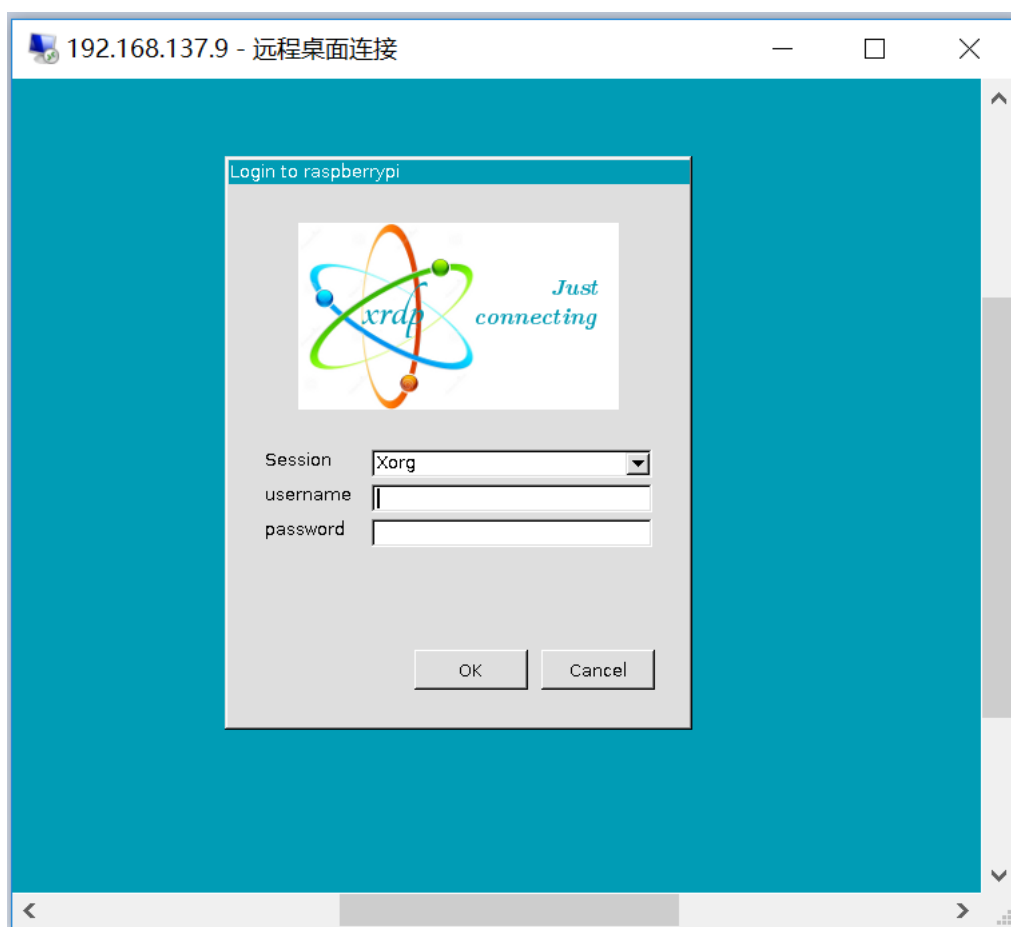 192.168.137.9 - 远程桌面连接
Login to raspberrypi
xrdp
Just
connecting
Session Xorg
username
password
OK Cancel